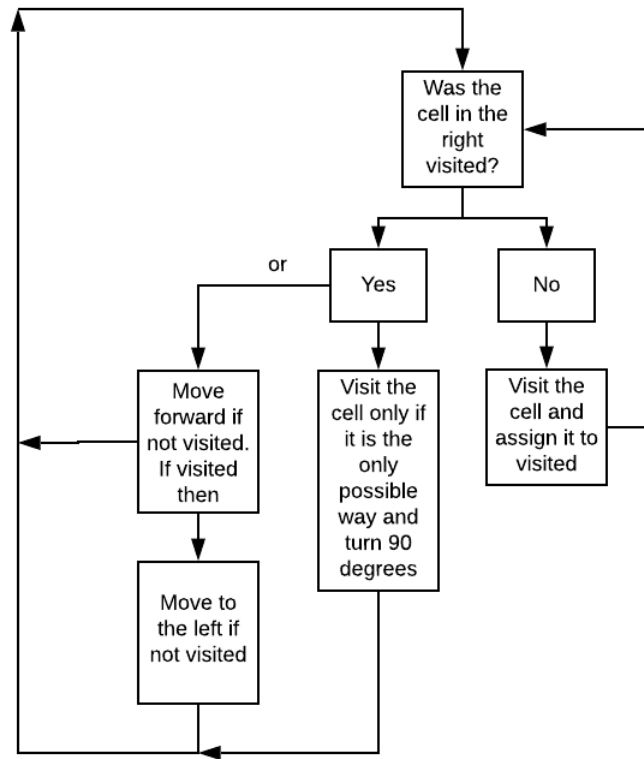 Was the
cell in the
right
visited?
or
Yes
No
Move
forward if
not visited.
If visited
then
Visit the
cell only if
it is the
only
possible
way and
turn 90
degrees
Visit the
cell and
assign it to
visited
Move to
the left if
not visited